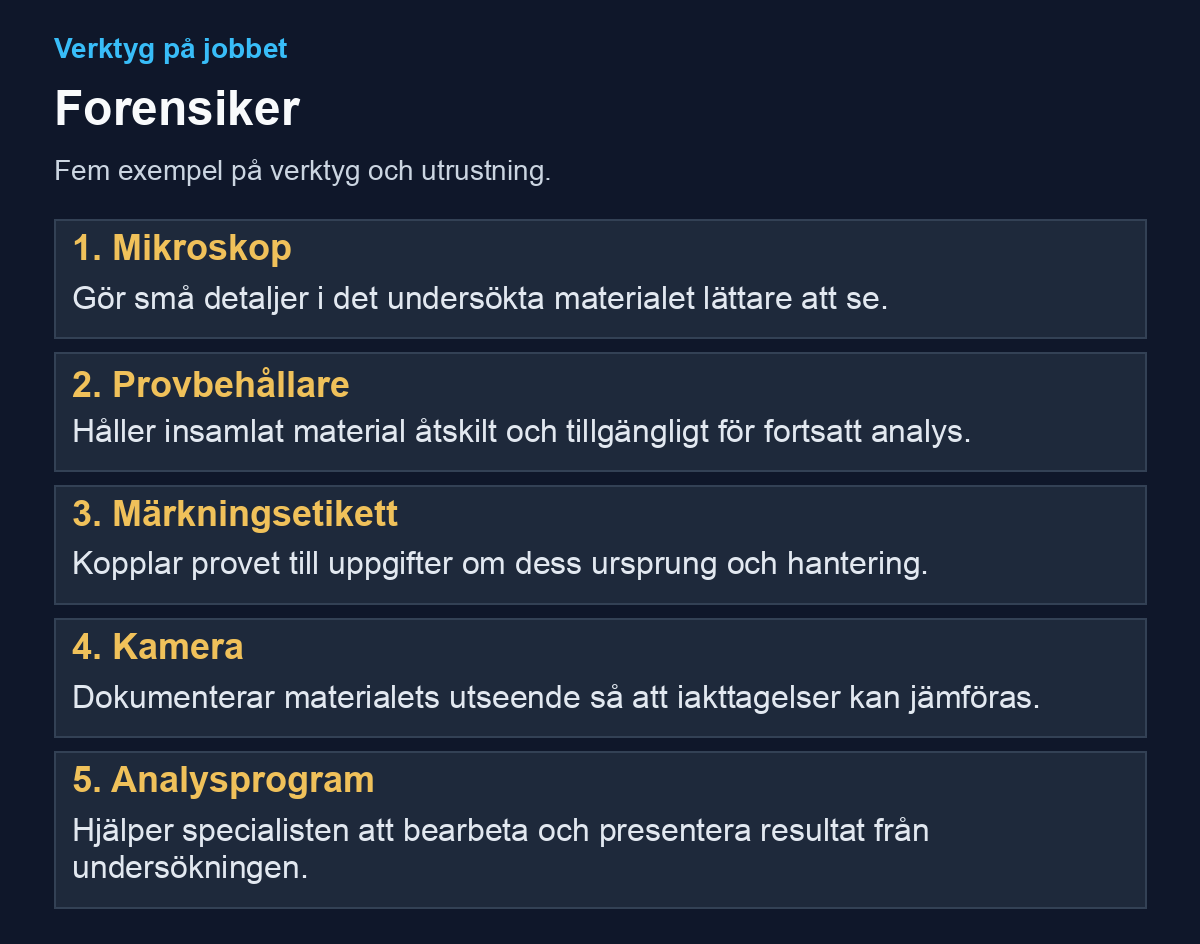 Verktyg på jobbet
Forensiker
Fem exempel på verktyg och utrustning.
1. Mikroskop
Gör små detaljer i det undersökta materialet lättare att se.
2. Provbehållare
Håller insamlat material åtskilt och tillgängligt för fortsatt analys.
3. Märkningsetikett
Kopplar provet till uppgifter om dess ursprung och hantering.
4. Kamera
Dokumenterar materialets utseende så att iakttagelser kan jämföras.
5. Analysprogram
Hjälper specialisten att bearbeta och presentera resultat från
undersökningen.